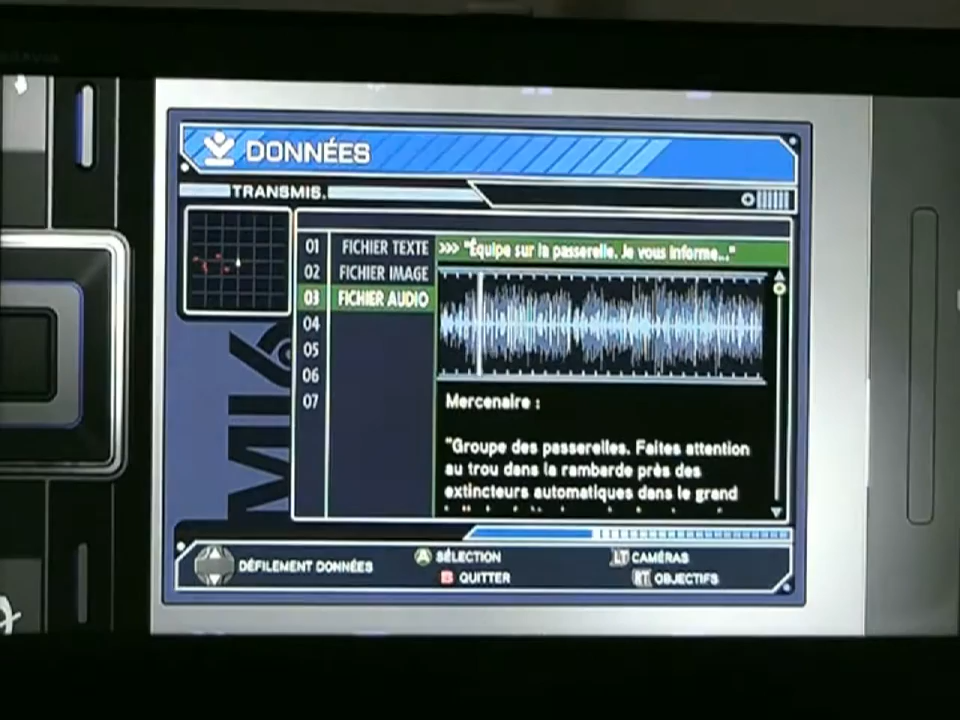 DONNÉES
TRANSMIS.
01 FICHIER TEXTE
02 FICHIER IMAGE
03 FICHIER AUDIO
04
05
06
07
>>> "Équipe sur la passerelle. Je vous informe..."
Mercenaire :
"Groupe des passerelles. Faites attention
au trou dans la rambarde près des
extincteurs automatiques dans le grand
MI6
DÉFILEMENT DONNÉES
A SÉLECTION
B QUITTER
LT CAMÉRAS
RT OBJECTIFS